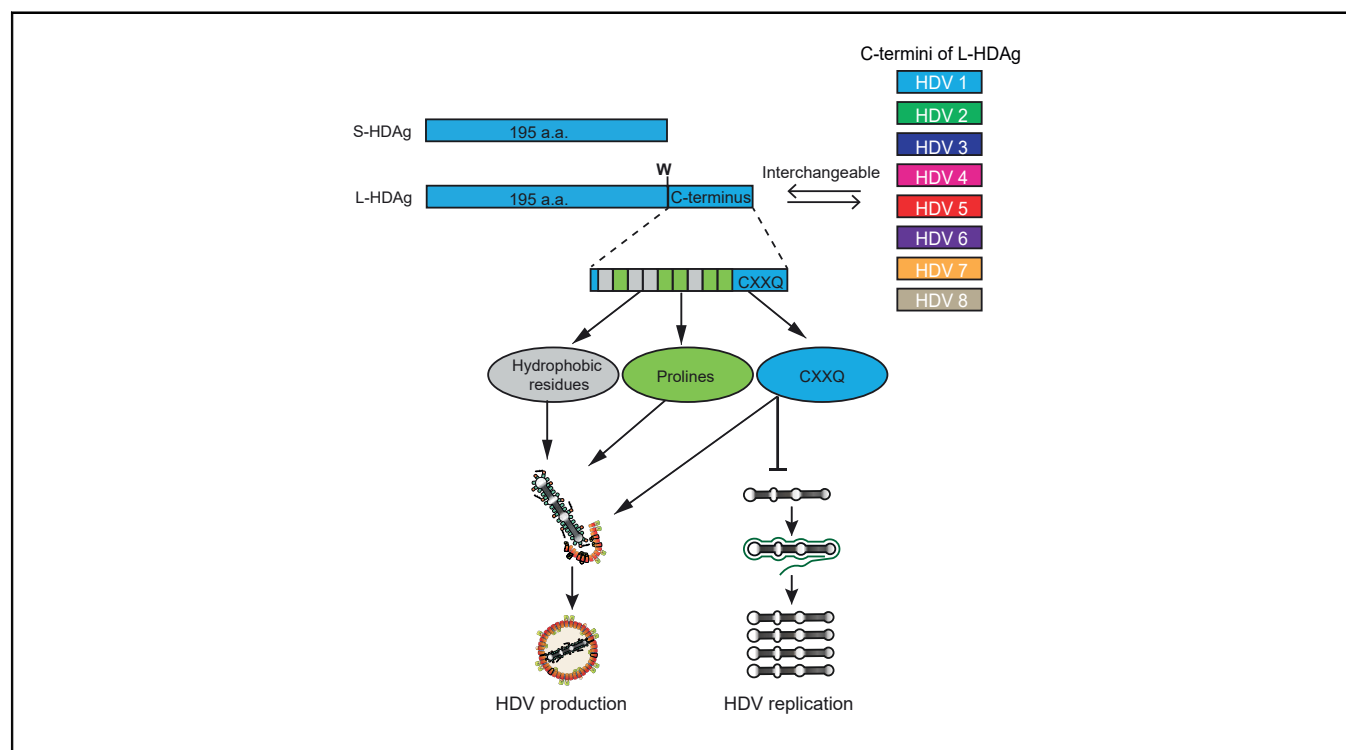 C-termini of L-HDAg
HDV 1
HDV 2
HDV 3
HDV 4
HDV 5
HDV 6
HDV 7
HDV 8
S-HDAg
195 a.a.
W
L-HDAg
195 a.a.
C-terminus
Interchangeable
CXXQ
Hydrophobic
residues
Prolines
CXXQ
HDV production
HDV replication